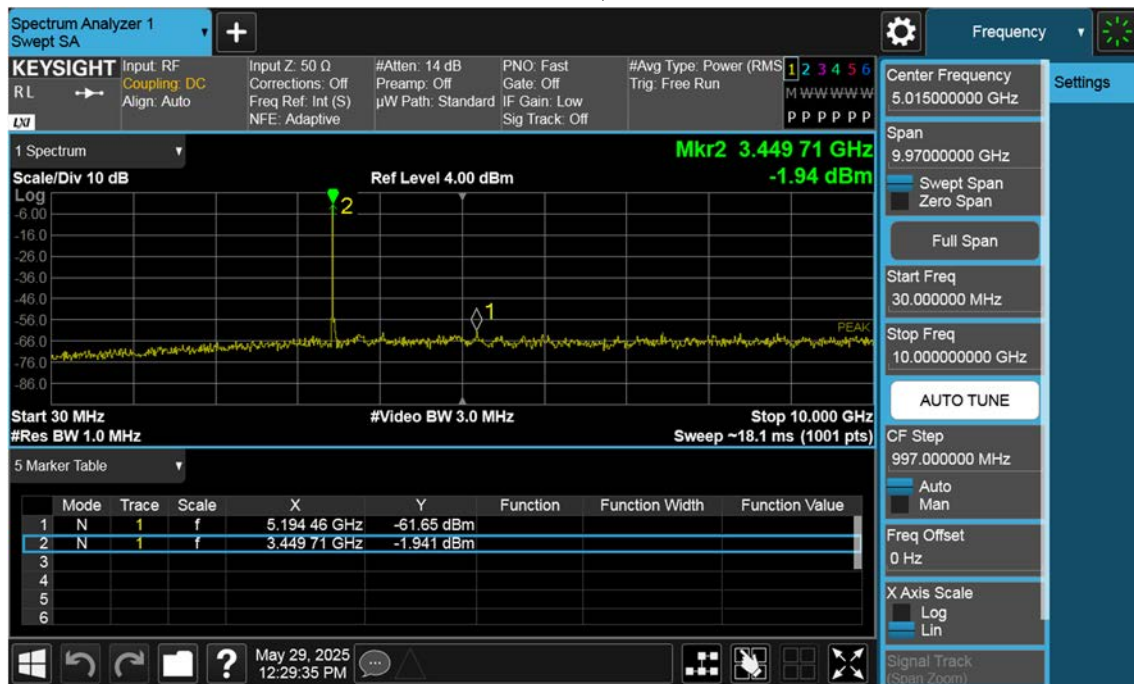 Spectrum Analyzer 1
Swept SA
+
Frequency
KEYSIGHT
RL
LXI
Input: RF
Coupling: DC
Align: Auto
Input Z: 50 Ω
Corrections: Off
Freq Ref: Int (S)
NFE: Adaptive
#Atten: 14 dB
Preamp: Off
µW Path: Standard
PNO: Fast
Gate: Off
IF Gain: Low
Sig Track: Off
#Avg Type: Power (RMS
Trig: Free Run
1 2 3 4 5 6
M W W W W W
P P P P P P
1 Spectrum
Mkr2 3.449 71 GHz
Scale/Div 10 dB
Ref Level 4.00 dBm
-1.94 dBm
Log
-6.00
-16.0
-26.0
-36.0
-46.0
-56.0
-66.0
-76.0
-86.0
2
1
PEAK
Start 30 MHz
#Video BW 3.0 MHz
Stop 10.000 GHz
#Res BW 1.0 MHz
Sweep ~18.1 ms (1001 pts)
5 Marker Table
Mode Trace Scale X Y Function Function Width Function Value
1 N 1 f 5.194 46 GHz -61.65 dBm
2 N 1 f 3.449 71 GHz -1.941 dBm
3
4
5
6
?
May 29, 2025
12:29:35 PM
Center Frequency
5.015000000 GHz
Span
9.97000000 GHz
Swept Span
Zero Span
Full Span
Start Freq
30.000000 MHz
Stop Freq
10.000000000 GHz
AUTO TUNE
CF Step
997.000000 MHz
Auto
Man
Freq Offset
0 Hz
X Axis Scale
Log
Lin
Signal Track
(Span Zoom)
Settings